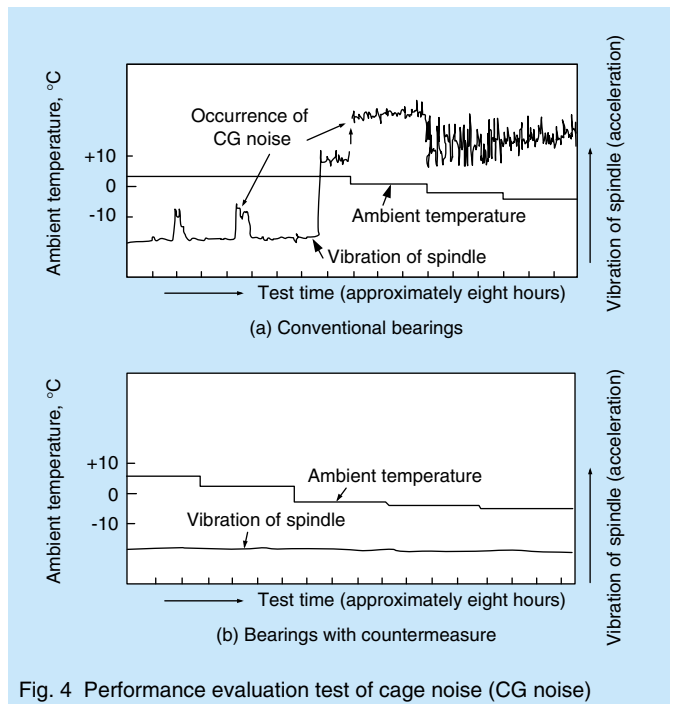 Ambient temperature, °C
Occurrence of
CG noise
+10
0
-10
Ambient temperature
Vibration of spindle
Vibration of spindle (acceleration)
Test time (approximately eight hours)
(a) Conventional bearings
Ambient temperature, °C
+10
0
-10
Ambient temperature
Vibration of spindle
Vibration of spindle (acceleration)
Test time (approximately eight hours)
(b) Bearings with countermeasure
Fig. 4 Performance evaluation test of cage noise (CG noise)